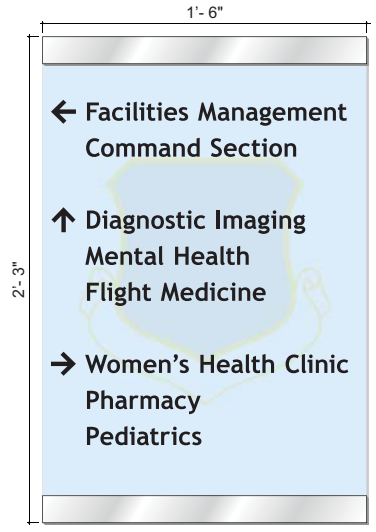 1'- 6"
2'- 3"
← Facilities Management
Command Section
↑ Diagnostic Imaging
Mental Health
Flight Medicine
→ Women’s Health Clinic
Pharmacy
Pediatrics